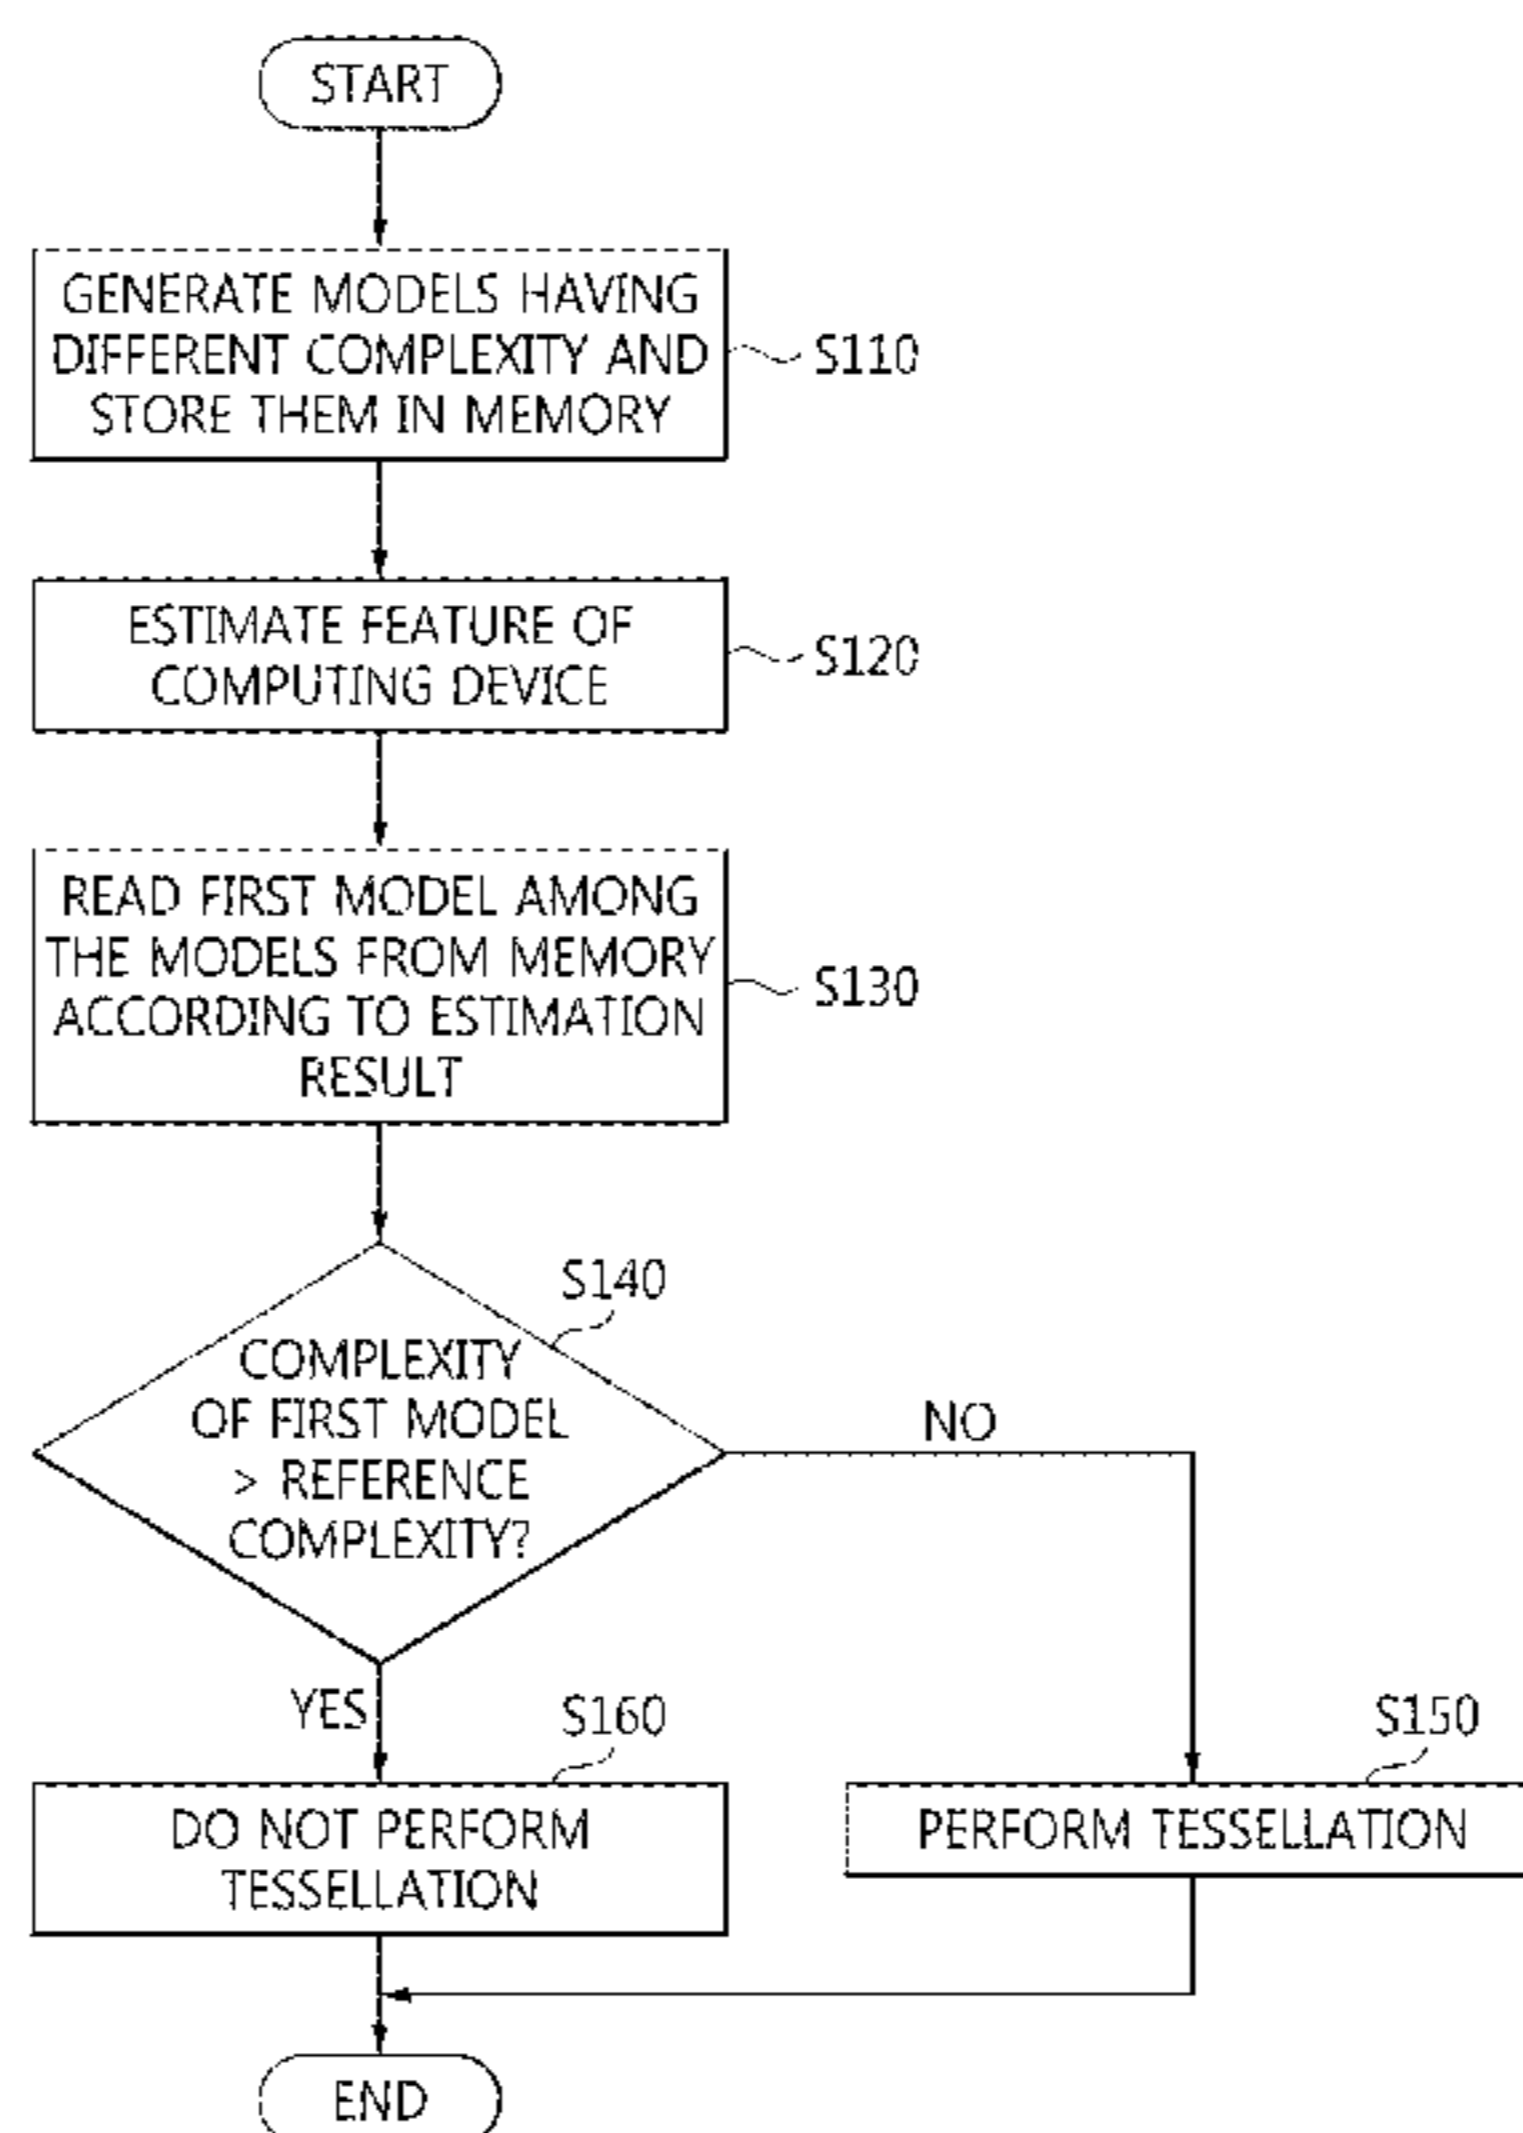 START
GENERATE MODELS HAVING
DIFFERENT COMPLEXITY AND
STORE THEM IN MEMORY
S110
ESTIMATE FEATURE OF
COMPUTING DEVICE
S120
READ FIRST MODEL AMONG
THE MODELS FROM MEMORY
ACCORDING TO ESTIMATION
RESULT
S130
S140
COMPLEXITY
OF FIRST MODEL
> REFERENCE
COMPLEXITY?
NO
YES
S160
DO NOT PERFORM
TESSELLATION
S150
PERFORM TESSELLATION
END